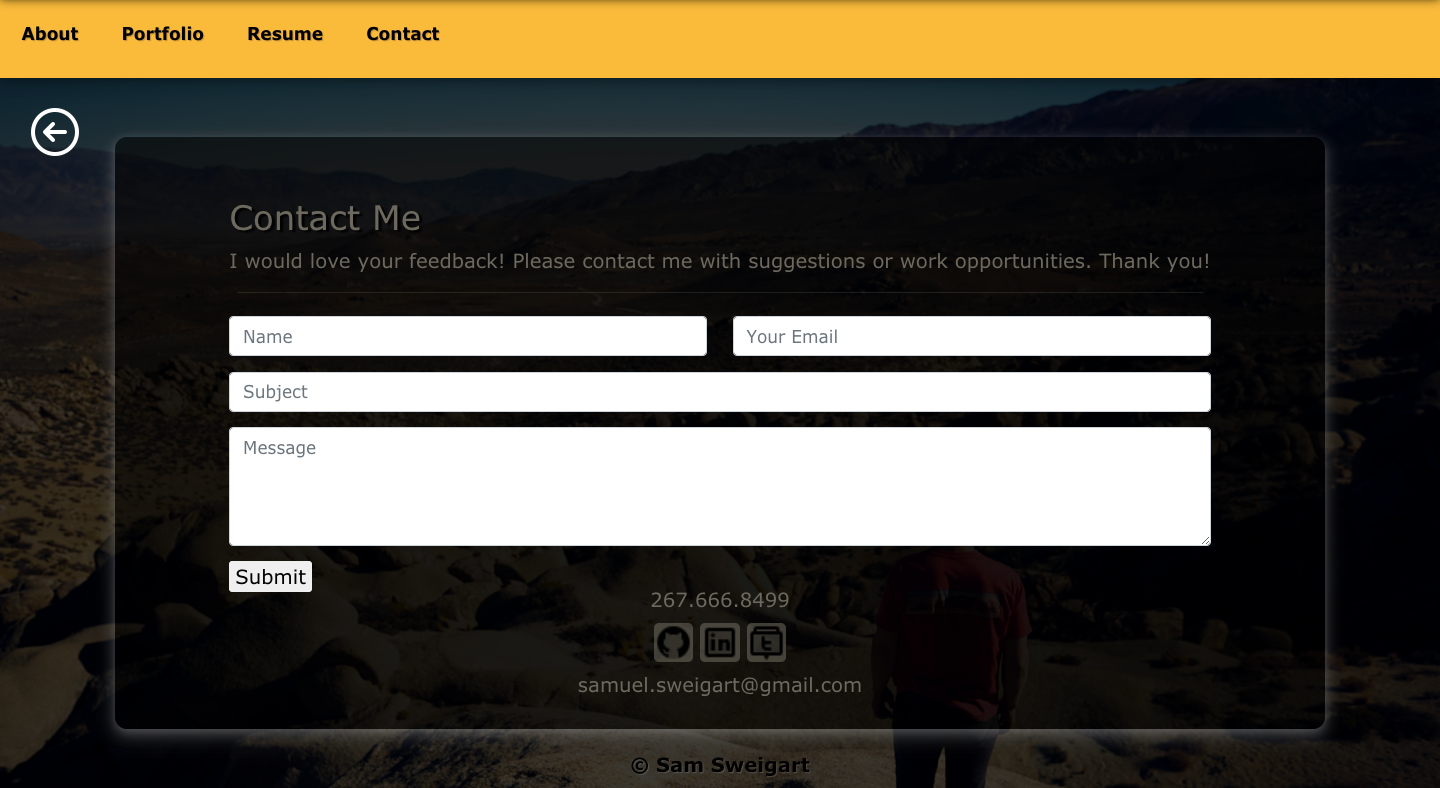 About Portfolio Resume Contact
Contact Me
I would love your feedback! Please contact me with suggestions or work opportunities. Thank you!
Name Your Email
Subject
Message
Submit
267.666.8499
in t
samuel.sweigart@gmail.com
© Sam Sweigart